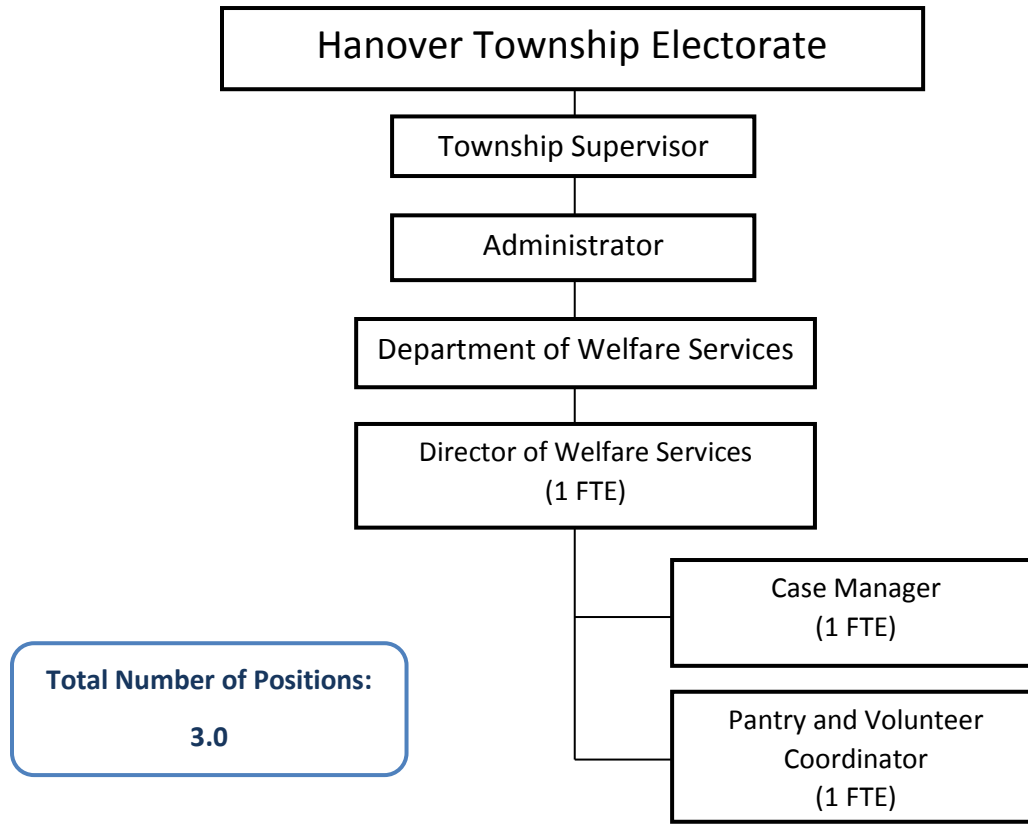 Hanover Township Electorate
Township Supervisor
Administrator
Department of Welfare Services
Director of Welfare Services
(1 FTE)
Case Manager
(1 FTE)
Total Number of Positions:
3.0
Pantry and Volunteer
Coordinator
(1 FTE)